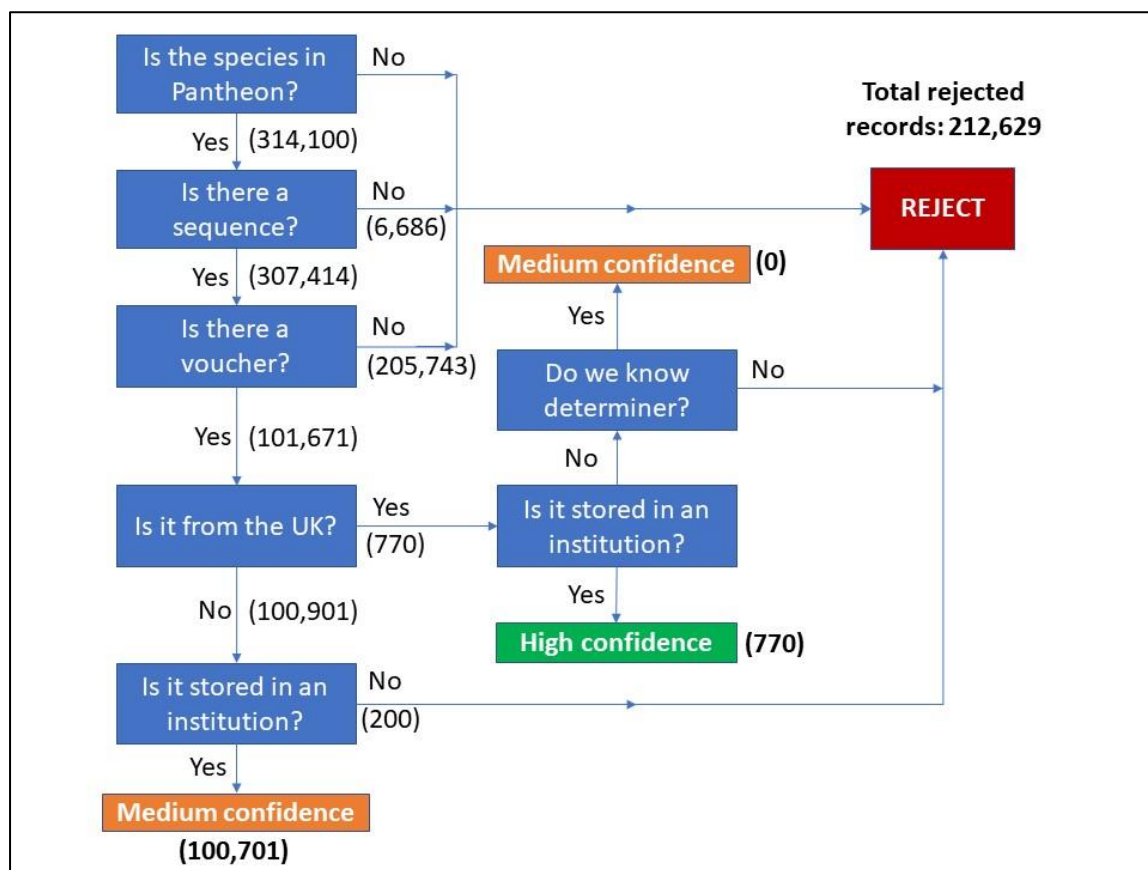 Is the species in
Pantheon?
No
Total rejected
records: 212,629
Yes (314,100)
Is there a
sequence?
No
(6,686)
REJECT
Yes (307,414)
Medium confidence (0)
Is there a
voucher?
No
(205,743)
Yes
Do we know
determiner?
No
Yes (101,671)
No
Is it from the UK?
Yes
(770)
Is it stored in an
institution?
Yes
No (100,901)
High confidence (770)
Is it stored in an
institution?
No
(200)
Yes
Medium confidence
(100,701)